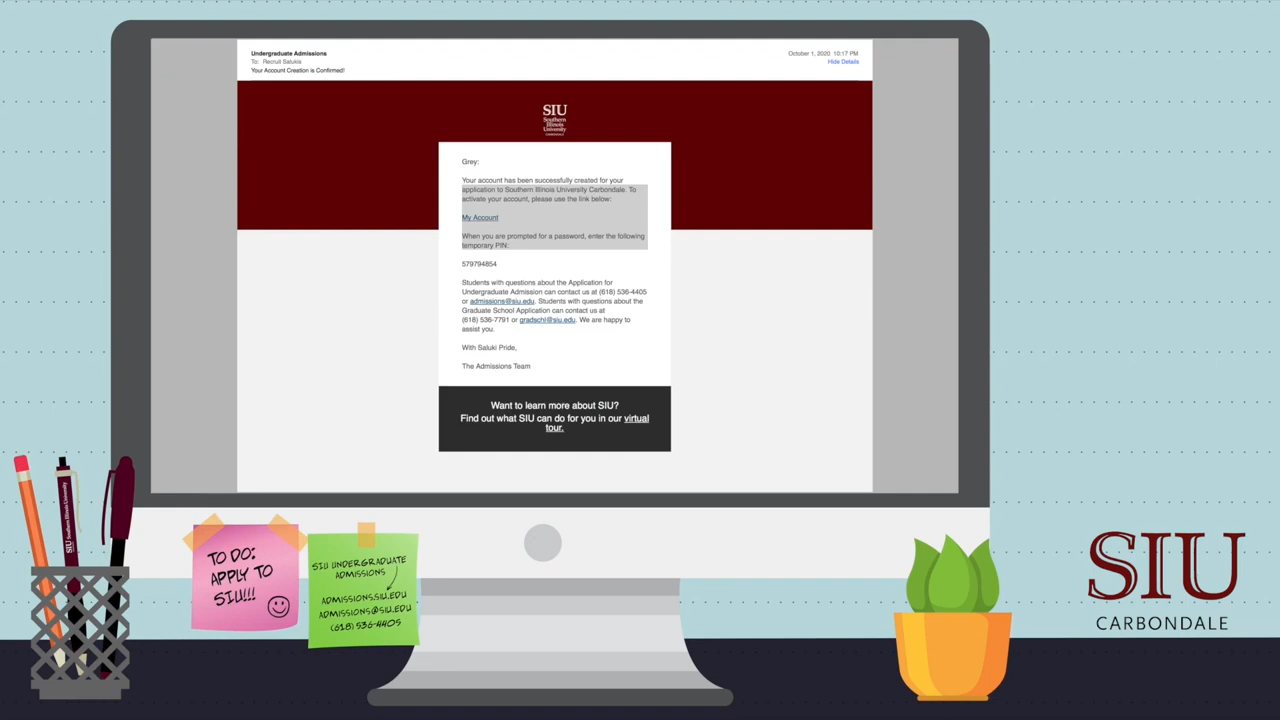 Undergraduate Admissions
October 1, 2020 10:17 PM
To: Recruit Salukis
Hide Details
Your Account Creation is Confirmed!
SIU
Southern
Illinois
University
CARBONDALE
Grey:
Your account has been successfully created for your
application to Southern Illinois University Carbondale. To
activate your account, please use the link below:
My Account
When you are prompted for a password, enter the following
temporary PIN:
579794854
Students with questions about the Application for
Undergraduate Admission can contact us at (618) 536-4405
or admissions@siu.edu. Students with questions about the
Graduate School Application can contact us at
(618) 536-7791 or gradschl@siu.edu. We are happy to
assist you.
With Saluki Pride,
The Admissions Team
Want to learn more about SIU?
Find out what SIU can do for you in our virtual
tour.
SIU Southern Illinois University
TO DO:
APPLY TO
SIU!!!
SIU UNDERGRADUATE
ADMISSIONS
ADMISSIONS.SIU.EDU
ADMISSIONS@SIU.EDU
(618) 536-4405
SIU
CARBONDALE